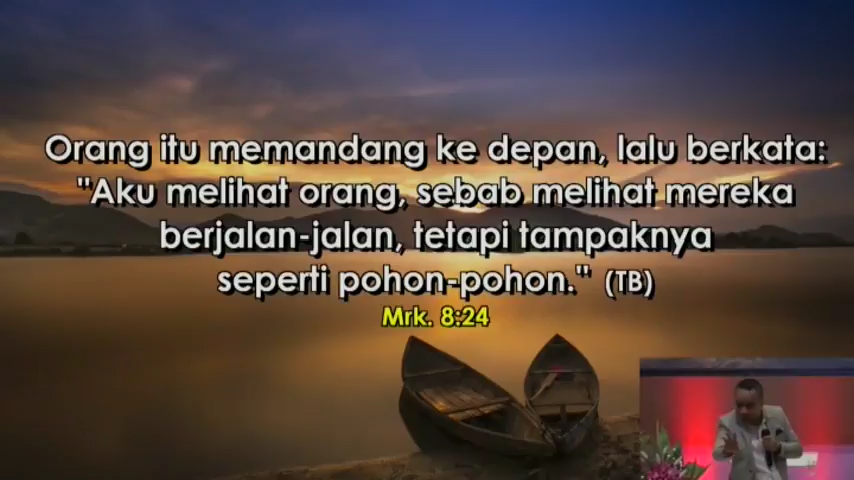 Orang itu memandang ke depan, lalu berkata:
"Aku melihat orang, sebab melihat mereka
berjalan-jalan, tetapi tampaknya
seperti pohon-pohon." (TB)
Mrk. 8:24